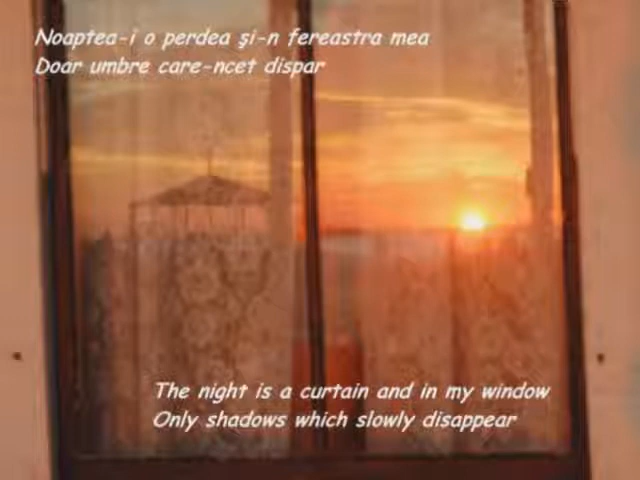 Noaptea-i o perdea şi-n fereastra mea
Doar umbre care-ncet dispar
The night is a curtain and in my window
Only shadows which slowly disappear